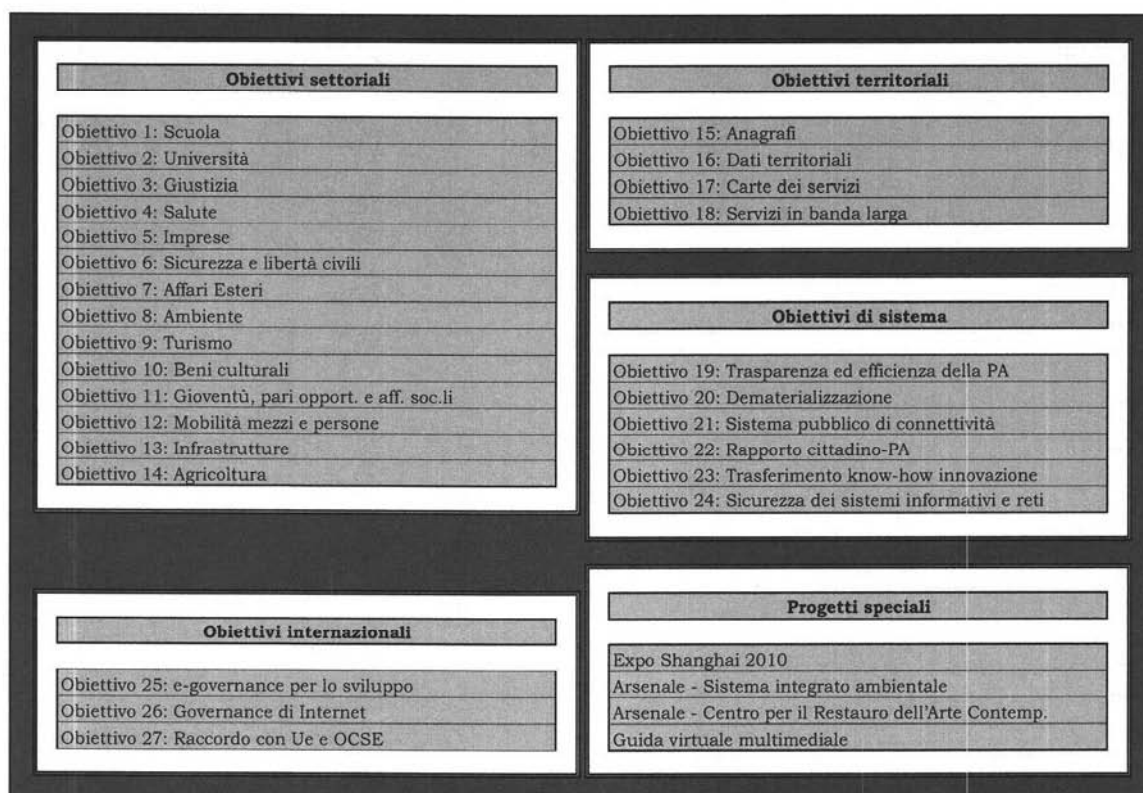 Obiettivi settoriali
Obiettivo 1: Scuola
Obiettivo 2: Università
Obiettivo 3: Giustizia
Obiettivo 4: Salute
Obiettivo 5: Imprese
Obiettivo 6: Sicurezza e libertà civili
Obiettivo 7: Affari Esteri
Obiettivo 8: Ambiente
Obiettivo 9: Turismo
Obiettivo 10: Beni culturali
Obiettivo 11: Gioventù, pari opport. e aff. soc.li
Obiettivo 12: Mobilità mezzi e persone
Obiettivo 13: Infrastrutture
Obiettivo 14: Agricoltura
Obiettivi territoriali
Obiettivo 15: Anagrafi
Obiettivo 16: Dati territoriali
Obiettivo 17: Carte dei servizi
Obiettivo 18: Servizi in banda larga
Obiettivi di sistema
Obiettivo 19: Trasparenza ed efficienza della PA
Obiettivo 20: Dematerializzazione
Obiettivo 21: Sistema pubblico di connettività
Obiettivo 22: Rapporto cittadino-PA
Obiettivo 23: Trasferimento know-how innovazione
Obiettivo 24: Sicurezza dei sistemi informativi e reti
Obiettivi internazionali
Obiettivo 25: e-governance per lo sviluppo
Obiettivo 26: Governance di Internet
Obiettivo 27: Raccordo con Ue e OCSE
Progetti speciali
Expo Shanghai 2010
Arsenale - Sistema integrato ambientale
Arsenale - Centro per il Restauro dell'Arte Contemp.
Guida virtuale multimediale